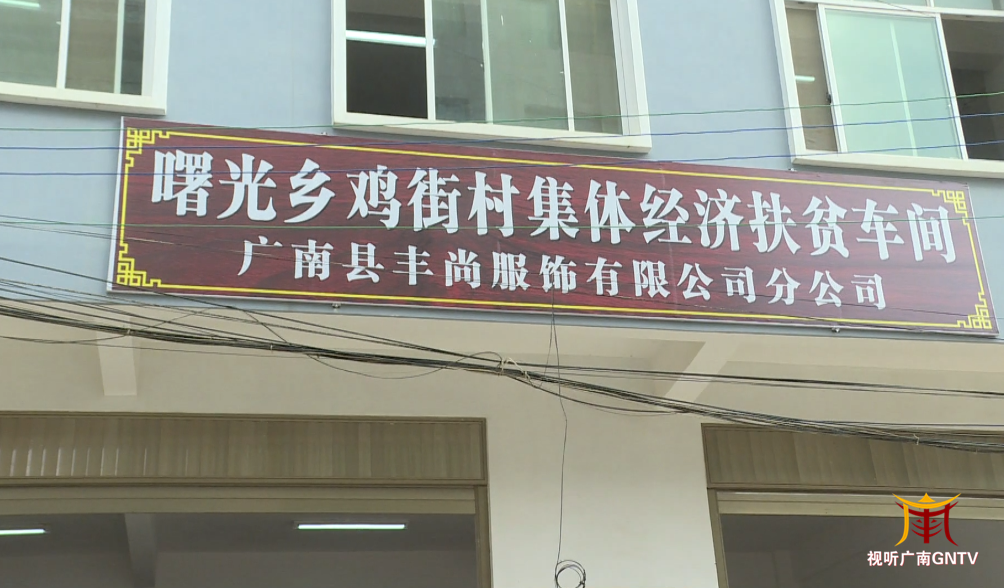 曙光乡鸡街村集体经济扶贫车间
广南县丰尚服饰有限公司分公司
视听广南GNTV